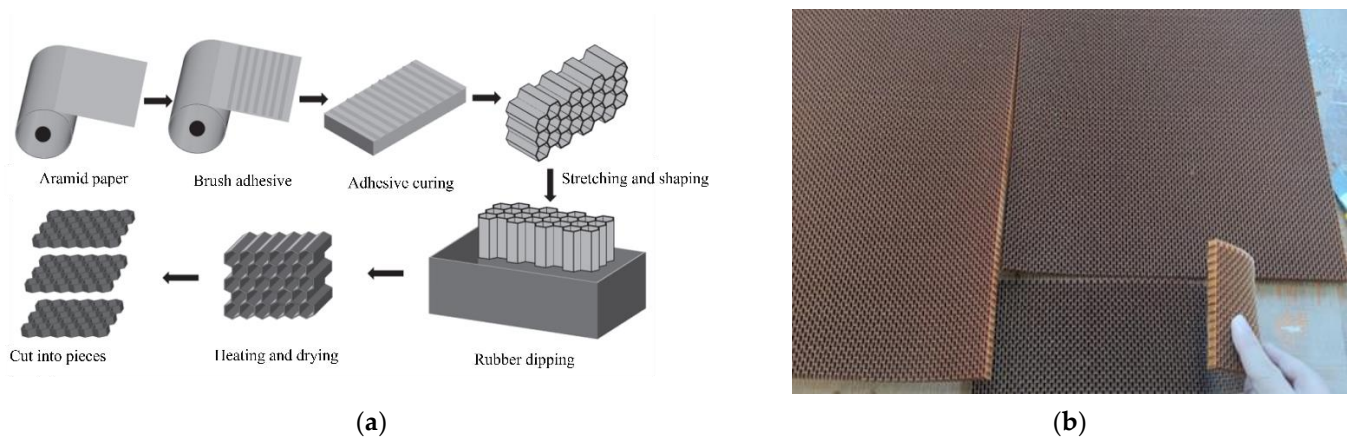 Aramid paper
Brush adhesive
Adhesive curing
Stretching and shaping
Cut into pieces
Heating and drying
Rubber dipping
(a)
(b)